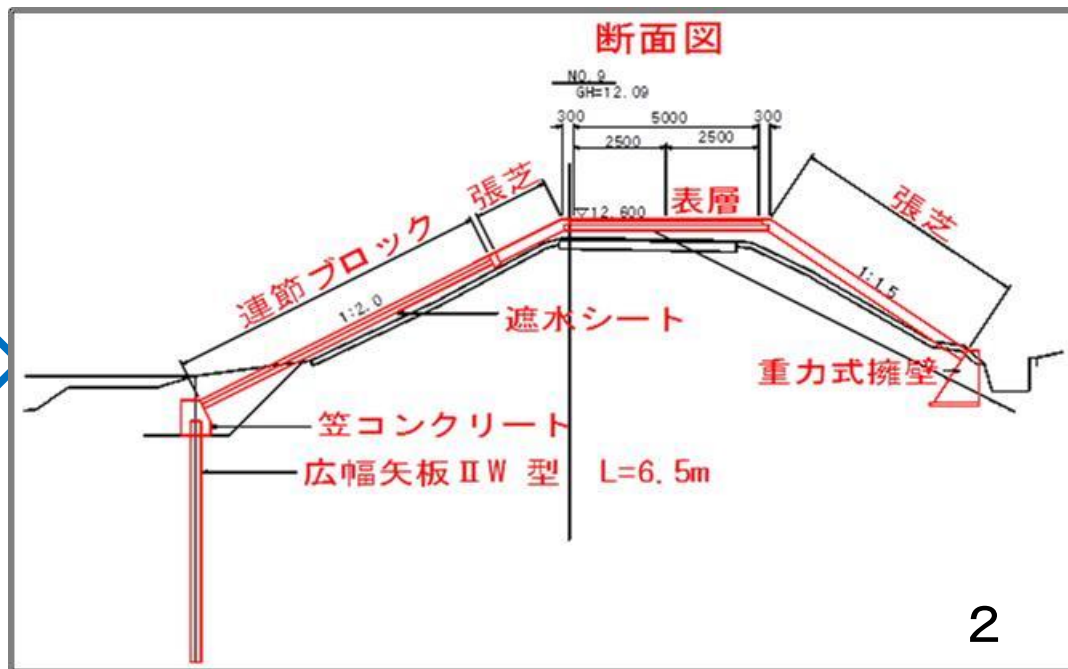 断面図
NO.9
GH=12.09
300
5000
300
2500
2500
張芝
▽12.600
表層
張芝
連節ブロック
1:2.0
1:1.5
遮水シート
重力式擁壁
笠コンクリート
広幅矢板ⅡW 型 L=6.5m
2